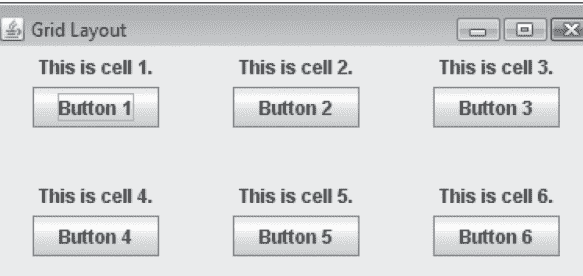 Grid Layout
This is cell 1. This is cell 2. This is cell 3.
Button 1 Button 2 Button 3
This is cell 4. This is cell 5. This is cell 6.
Button 4 Button 5 Button 6